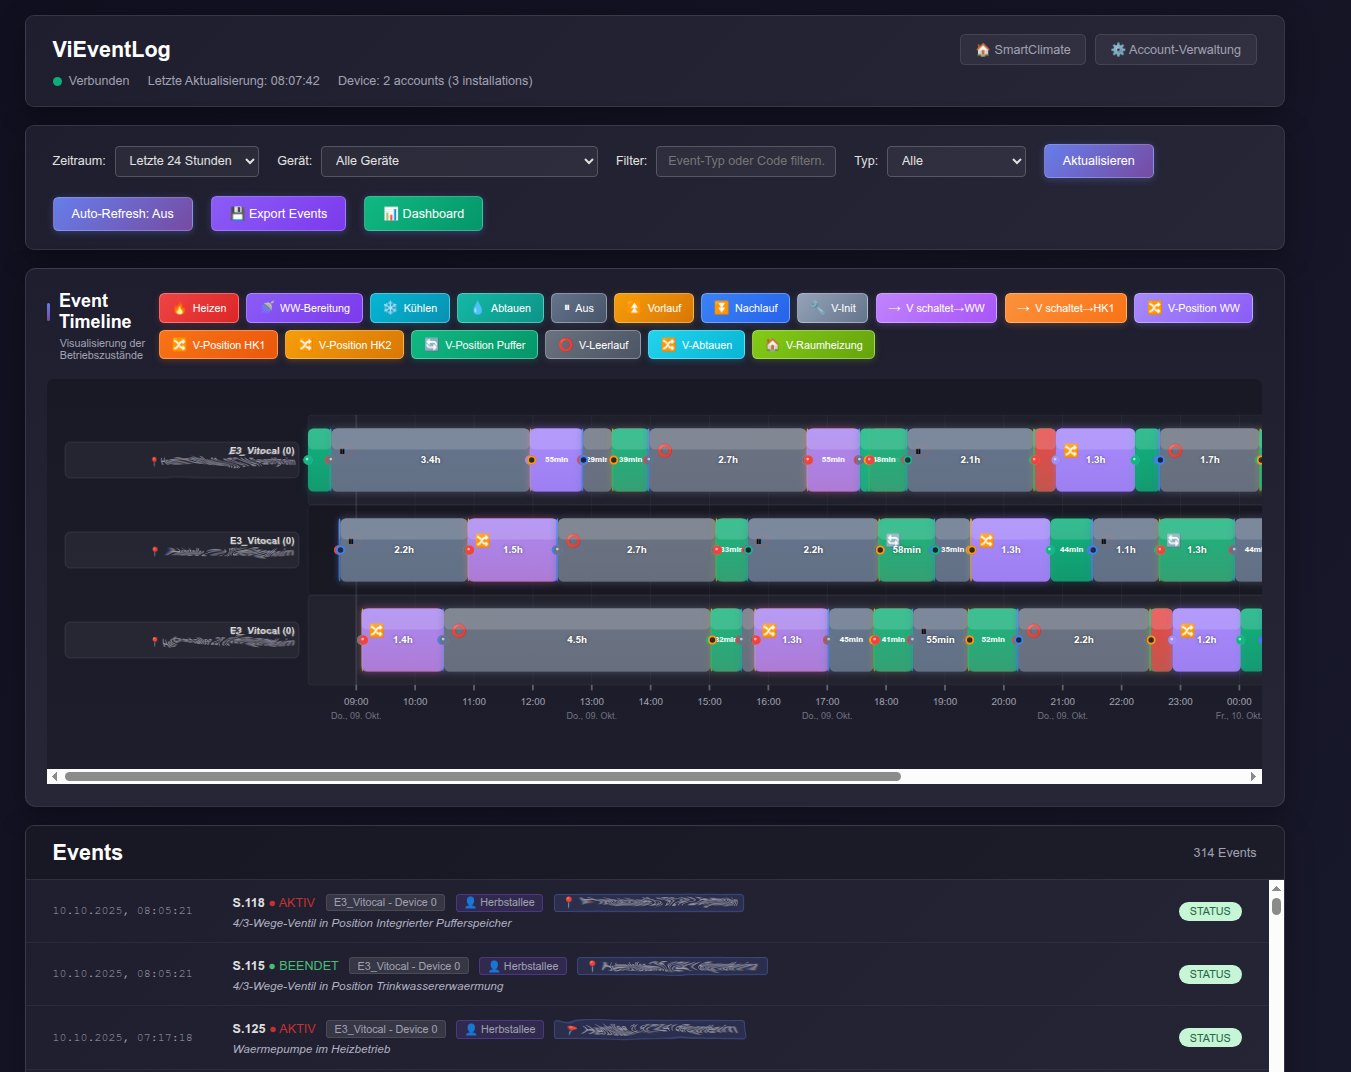 ViEventLog
🏠 SmartClimate
⚙️ Account-Verwaltung
Verbunden Letzte Aktualisierung: 08:07:42 Device: 2 accounts (3 installations)
Zeitraum: Letzte 24 Stunden Gerät: Alle Geräte Filter: Event-Typ oder Code filtern. Typ: Alle Aktualisieren
Auto-Refresh: Aus 💾 Export Events 📊 Dashboard
Event
Timeline
Visualisierung der
Betriebszustände
🔥 Heizen 🚿 WW-Bereitung ❄️ Kühlen 💧 Abtauen ⏸ Aus ⏫ Vorlauf ⏬ Nachlauf 🔧 V-Init → V schaltet→WW → V schaltet→HK1 🔀 V-Position WW
🔀 V-Position HK1 🔀 V-Position HK2 🔄 V-Position Puffer ⭕ V-Leerlauf 🔀 V-Abtauen 🏠 V-Raumheizung
E3_Vitocal (0)
3.4h 55min 29min 39min 2.7h 55min 48min 2.1h 1.3h 1.7h
E3_Vitocal (0)
2.2h 1.5h 2.7h 33min 2.2h 58min 35min 1.3h 44min 1.1h 1.3h 44min
E3_Vitocal (0)
1.4h 4.5h 32min 1.3h 45min 41min 55min 52min 2.2h 1.2h
09:00 10:00 11:00 12:00 13:00 14:00 15:00 16:00 17:00 18:00 19:00 20:00 21:00 22:00 23:00 00:00
Do., 09. Okt. Do., 09. Okt. Do., 09. Okt. Do., 09. Okt. Fr., 10. Okt.
Events
314 Events
10.10.2025, 08:05:21 S.118 ● AKTIV E3_Vitocal - Device 0 👤 Herbstallee STATUS
4/3-Wege-Ventil in Position Integrierter Pufferspeicher
10.10.2025, 08:05:21 S.115 ● BEENDET E3_Vitocal - Device 0 👤 Herbstallee STATUS
4/3-Wege-Ventil in Position Trinkwassererwaermung
10.10.2025, 07:17:18 S.125 ● AKTIV E3_Vitocal - Device 0 👤 Herbstallee STATUS
Waermepumpe im Heizbetrieb